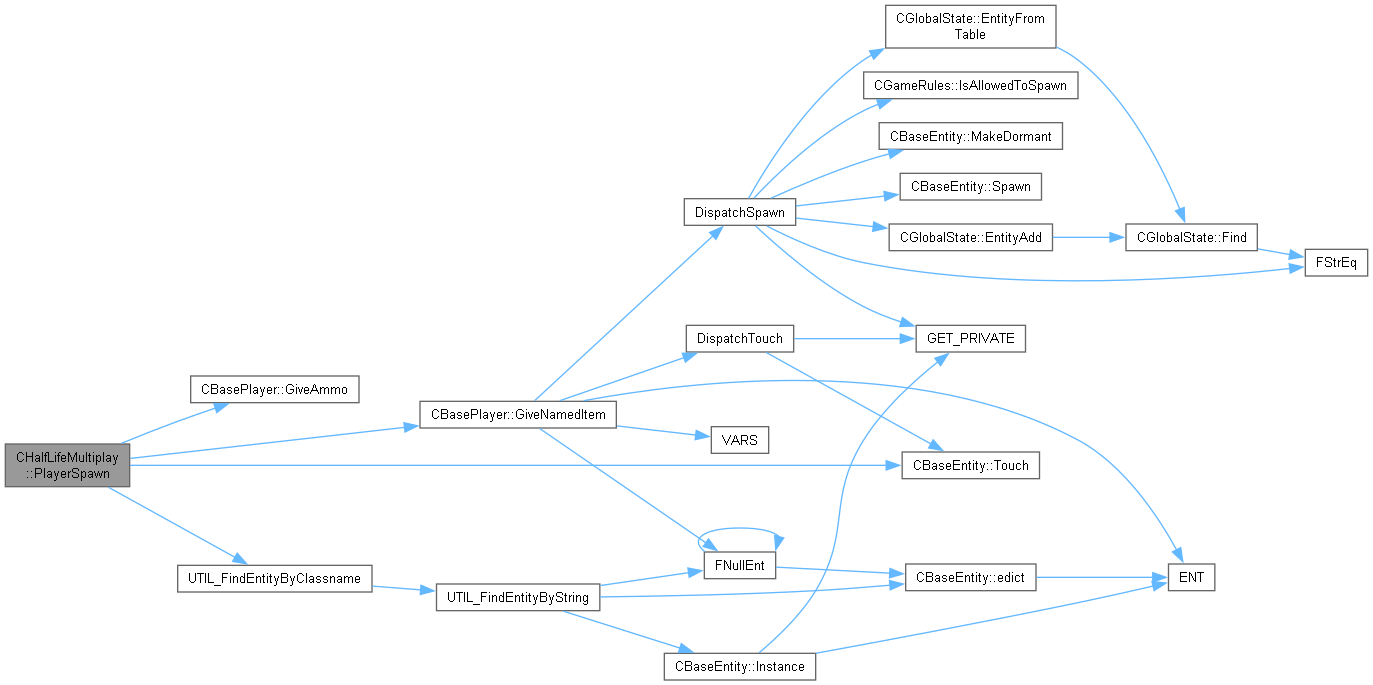 CGlobalState::EntityFrom
Table
CGameRules::IsAllowedToSpawn
CBaseEntity::MakeDormant
CBaseEntity::Spawn
DispatchSpawn
CGlobalState::EntityAdd
CGlobalState::Find
FStrEq
DispatchTouch
GET_PRIVATE
CBasePlayer::GiveAmmo
CBasePlayer::GiveNamedItem
VARS
CHalfLifeMultiplay
::PlayerSpawn
CBaseEntity::Touch
FNullEnt
UTIL_FindEntityByClassname
CBaseEntity::edict
ENT
UTIL_FindEntityByString
CBaseEntity::Instance